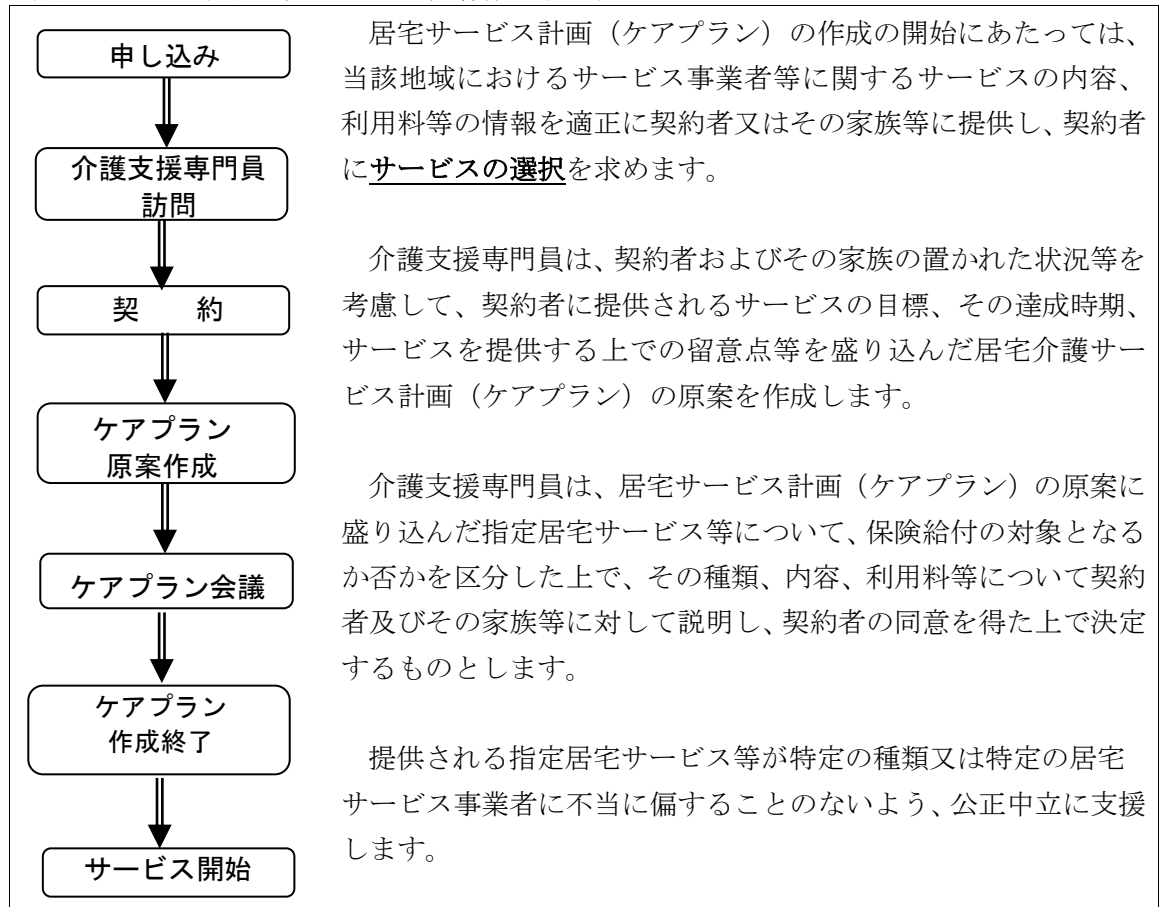 申し込み
介護支援専門員
訪問
契　　約
ケアプラン
原案作成
ケアプラン会議
ケアプラン
作成終了
サービス開始
居宅サービス計画（ケアプラン）の作成の開始にあたっては、
当該地域におけるサービス事業者等に関するサービスの内容、
利用料等の情報を適正に契約者又はその家族等に提供し、契約者
にサービスの選択を求めます。
介護支援専門員は、契約者およびその家族の置かれた状況等を
考慮して、契約者に提供されるサービスの目標、その達成時期、
サービスを提供する上での留意点等を盛り込んだ居宅介護サー
ビス計画（ケアプラン）の原案を作成します。
介護支援専門員は、居宅サービス計画（ケアプラン）の原案に
盛り込んだ指定居宅サービス等について、保険給付の対象となる
か否かを区分した上で、その種類、内容、利用料等について契約
者及びその家族等に対して説明し、契約者の同意を得た上で決定
するものとします。
提供される指定居宅サービス等が特定の種類又は特定の居宅
サービス事業者に不当に偏することのないよう、公正中立に支援
します。